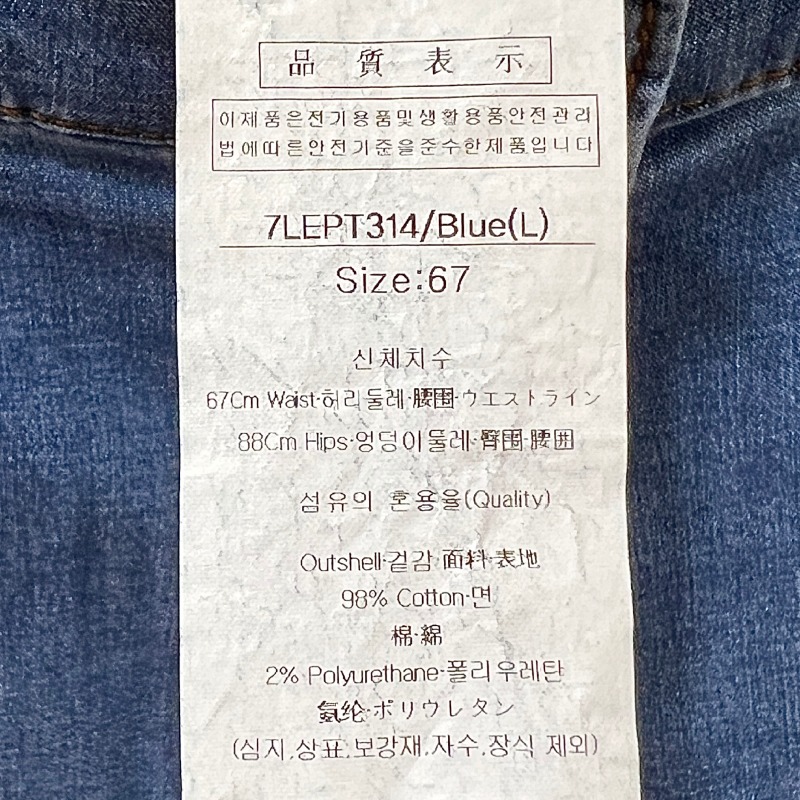 品質表示
이제품은전기용품및생활용품안전관리
법에따른안전기준을준수한제품입니다
7LEPT314/Blue(L)
Size:67
신체치수
67Cm Waist·허리둘레·腰围·ウエストライン
88Cm Hips·엉덩이둘레·臀围·腰囲
섬유의 혼용율(Quality)
Outshell·겉감 面料·表地
98% Cotton·면
棉·綿
2% Polyurethane·폴리우레탄
氨纶·ポリウレタン
(심지,상표,보강재,자수,장식 제외)